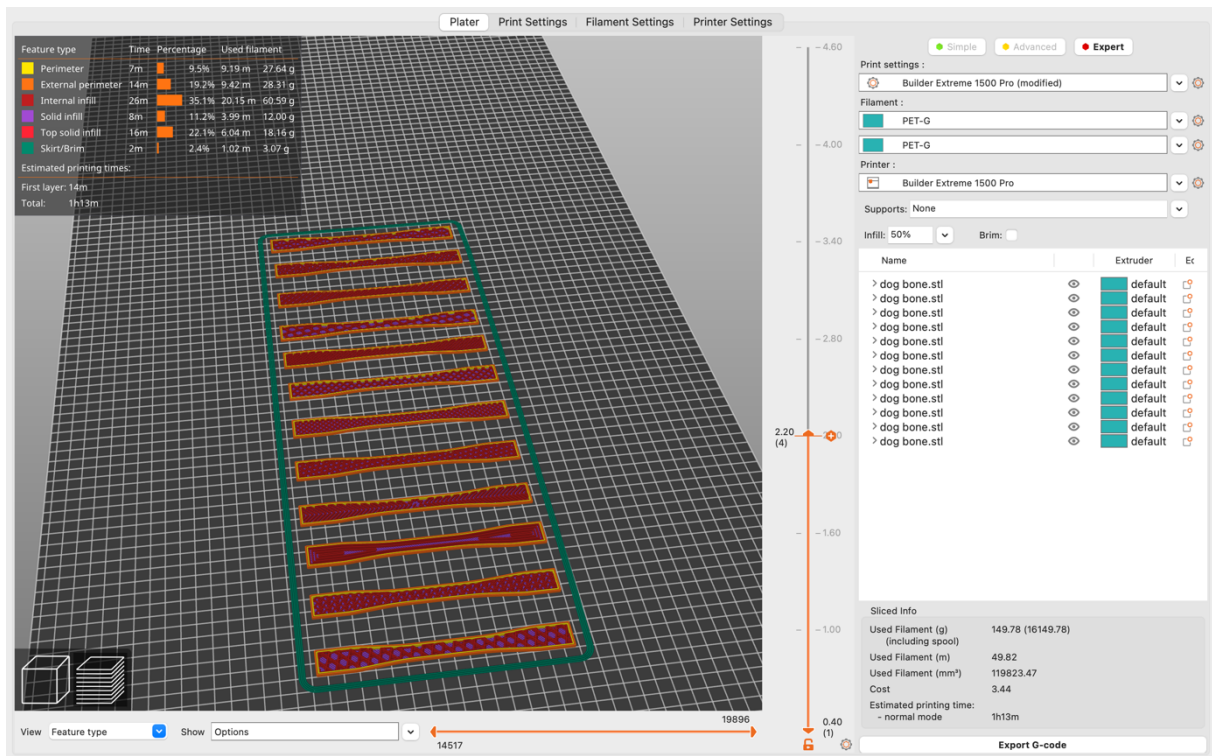 Plater Print Settings Filament Settings Printer Settings
Feature type Time Percentage Used filament
Perimeter 7m 9.5% 9.19 m 27.64 g
External perimeter 14m 19.2% 9.42 m 28.31 g
Internal infill 26m 35.1% 20.15 m 60.59 g
Solid infill 8m 11.2% 3.99 m 12.00 g
Top solid infill 16m 22.1% 6.04 m 18.16 g
Skirt/Brim 2m 2.4% 1.02 m 3.07 g
Estimated printing times:
First layer: 14m
Total: 1h13m
4.60
4.00
3.40
2.80
2.20
(4)
1.60
1.00
0.40
(1)
Simple Advanced Expert
Print settings :
Builder Extreme 1500 Pro (modified)
Filament :
PET-G
PET-G
Printer :
Builder Extreme 1500 Pro
Supports: None
Infill: 50% Brim:
Name Extruder Ec
dog bone.stl default
dog bone.stl default
dog bone.stl default
dog bone.stl default
dog bone.stl default
dog bone.stl default
dog bone.stl default
dog bone.stl default
dog bone.stl default
dog bone.stl default
dog bone.stl default
dog bone.stl default
Sliced Info
Used Filament (g) 149.78 (16149.78)
(including spool)
Used Filament (m) 49.82
Used Filament (mm³) 119823.47
Cost 3.44
Estimated printing time:
- normal mode 1h13m
Export G-code
View Feature type Show Options
19896
14517